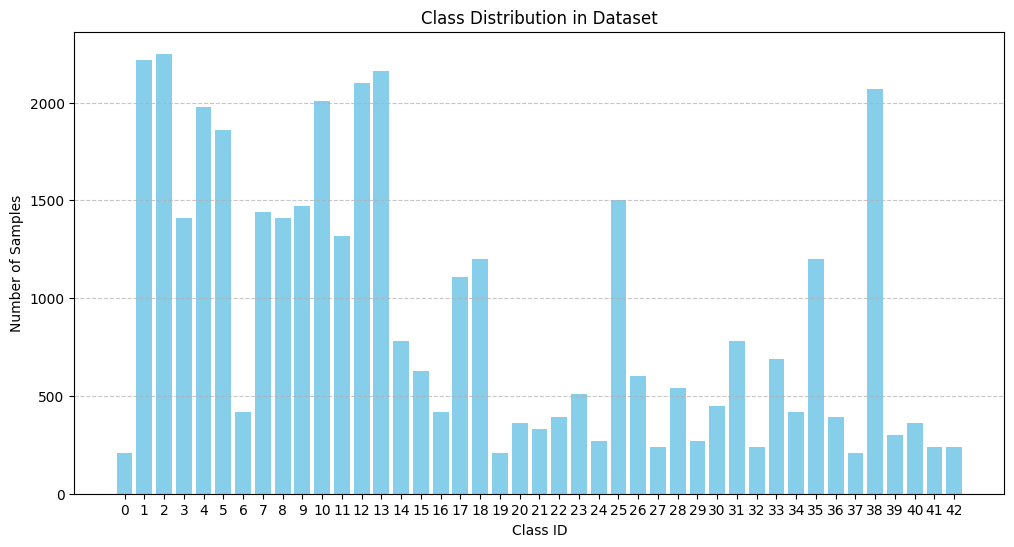 Class Distribution in Dataset
Number of Samples
2000
1500
1000
500
0
0 1 2 3 4 5 6 7 8 9 10 11 12 13 14 15 16 17 18 19 20 21 22 23 24 25 26 27 28 29 30 31 32 33 34 35 36 37 38 39 40 41 42
Class ID